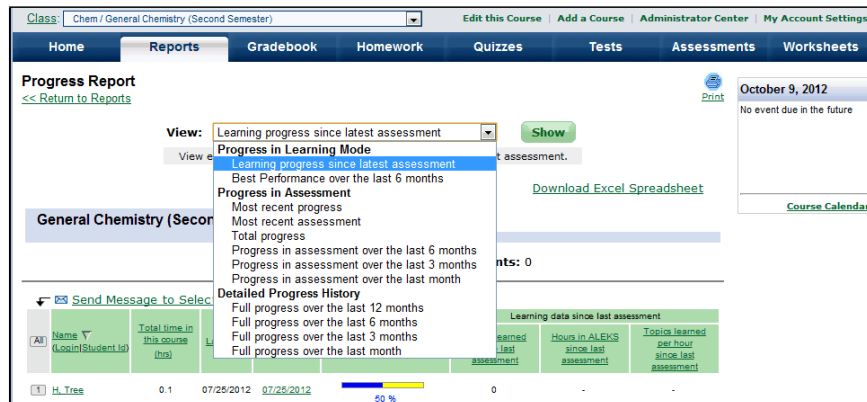 Class: Chem / General Chemistry (Second Semester)
Edit this Course | Add a Course | Administrator Center | My Account Settings
Home Reports Gradebook Homework Quizzes Tests Assessments Worksheets
Progress Report
<< Return to Reports
Print
October 9, 2012
No event due in the future
View: Learning progress since latest assessment Show
Progress in Learning Mode
View
Learning progress since latest assessment
assessment.
Best Performance over the last 6 months
Progress in Assessment
Download Excel Spreadsheet
Most recent progress
Most recent assessment
Course Calendar
General Chemistry (Secon
Total progress
Progress in assessment over the last 6 months
Progress in assessment over the last 3 months
nts: 0
Progress in assessment over the last month
Detailed Progress History
Send Message to Selec
Full progress over the last 12 months
Full progress over the last 6 months
Full progress over the last 3 months
Full progress over the last month
Learning data since last assessment
All
Name
(Login|Student Id)
Total time in
this course
(hrs)
earned
last
assessment
Hours in ALEKS
since last
assessment
Topics learned
per hour
since last
assessment
1 H, Tree 0.1 07/25/2012 07/25/2012 50 % 0 - -